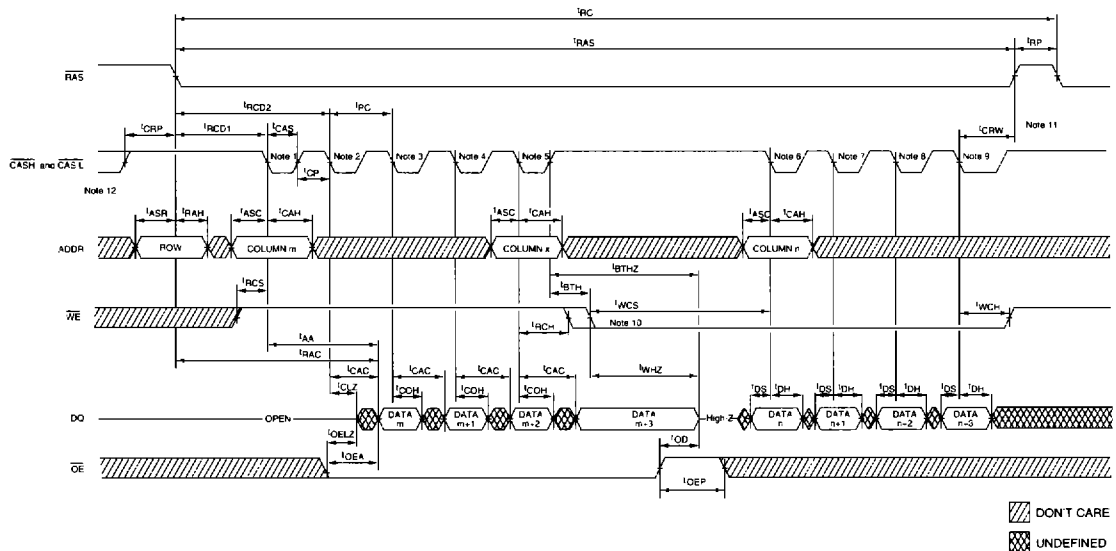 tRC
tRAS
tRP
RAS
tRCD2
tPC
tCRP
tRCD1
tCAS
tCRW
Note 11
CASH and CASL
Note 1
Note 2
Note 3
Note 4
Note 5
Note 6
Note 7
Note 8
Note 9
tCP
Note 12
tASR
tRAH
tASC
tCAH
tASC
tCAH
tASC
tCAH
ADDR
ROW
COLUMN m
COLUMN x
COLUMN n
tBTHZ
tRCS
tBTH
tWCS
tWCH
WE
Note 10
tRCH
tAA
tRAC
tCAC
tCAC
tCAC
tCAC
tWHZ
tCLZ
tCOH
tCOH
tCOH
tDS
tDH
tDS
tDH
tDS
tDH
tDS
tDH
DQ
OPEN
DATA m
DATA m+1
DATA m+2
DATA m+3
High-Z
DATA n
DATA n+1
DATA n+2
DATA n+3
tOELZ
tOEA
tOD
OE
tOEP
DON'T CARE
UNDEFINED